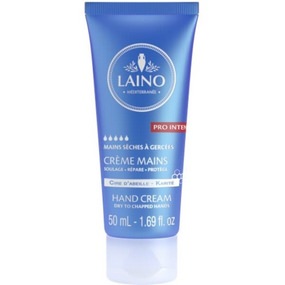 LAINO
MÉDITERRANÉE
PRO INTEN
MAINS SÈCHES À GERCÉES
CRÈME MAINS
SOULAGE • RÉPARE • PROTÈGE
CIRE D'ABEILLE - KARITÉ
HAND CREAM
DRY TO CHAPPED HANDS
50 mL - 1.69 fl. oz